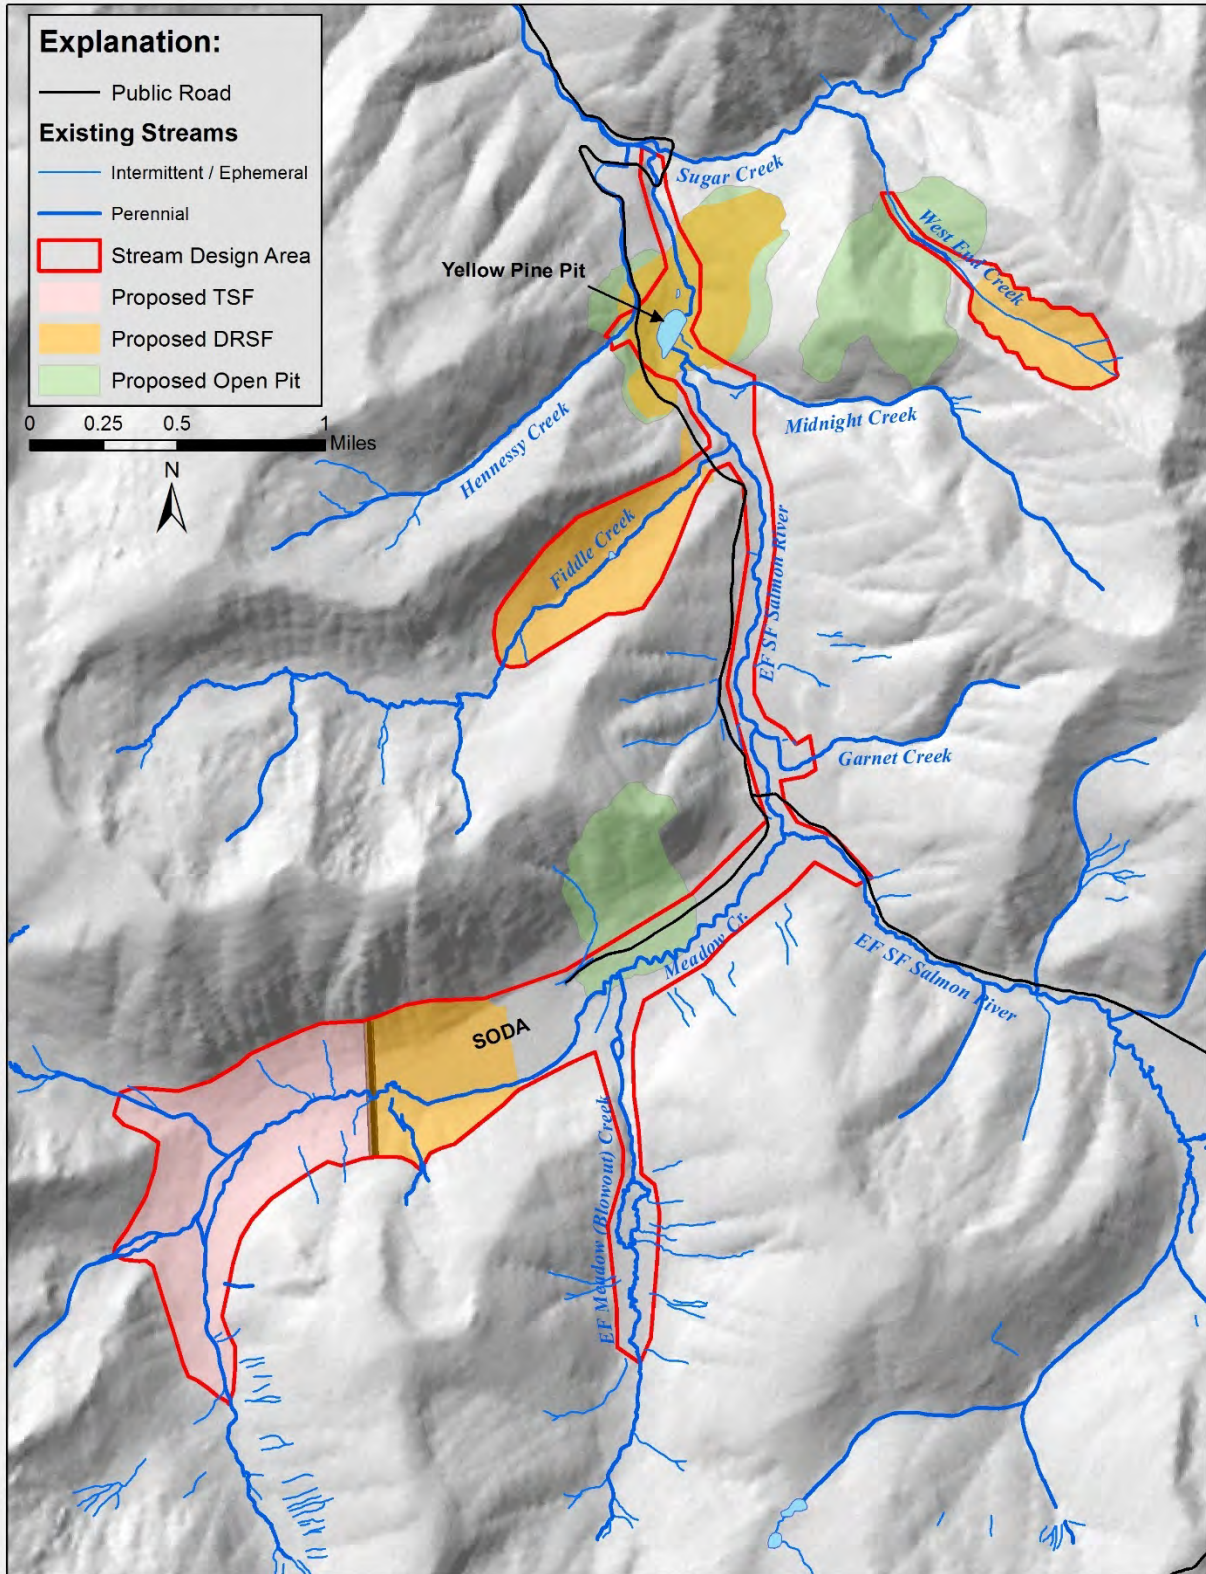 Explanation:
Public Road
Existing Streams
Intermittent / Ephemeral
Perennial
Stream Design Area
Proposed TSF
Proposed DRSF
Proposed Open Pit
0 0.25 0.5 1
Miles
N
Sugar Creek
West End Creek
Yellow Pine Pit
Midnight Creek
Hennessy Creek
Fiddle Creek
EF SF Salmon River
Garnet Creek
Meadow Cr.
EF SF Salmon River
SODA
EF Meadow (Blowout) Creek